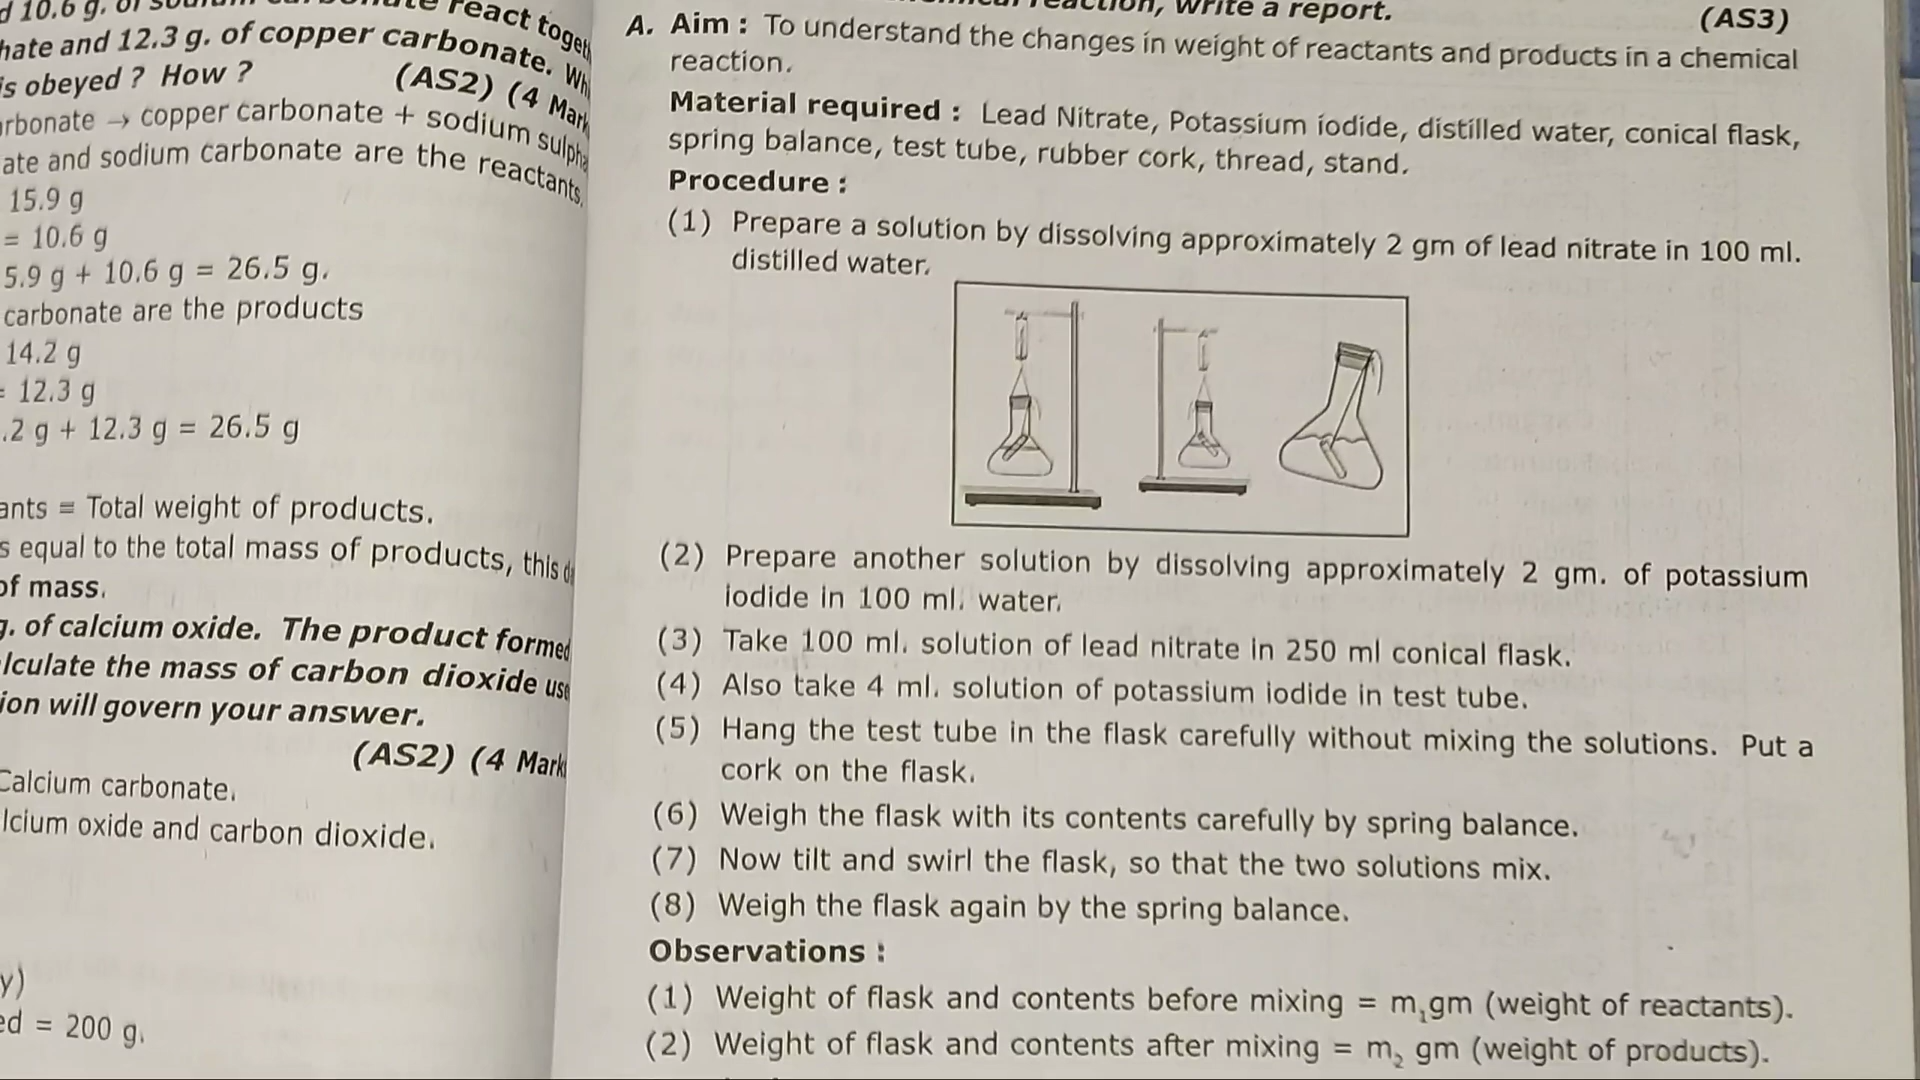 10.6 g. of
react
hate and 12.3 g. of copper carbonate.
is obeyed ? How ?
(AS2) (4 Mark
rbonate → copper carbonate + sodium sulpha
ate and sodium carbonate are the reactants.
15.9 g
= 10.6 g
5.9 g + 10.6 g = 26.5 g.
carbonate are the products
14.2 g
= 12.3 g
.2 g + 12.3 g = 26.5 g
ants = Total weight of products.
s equal to the total mass of products, this
of mass.
g. of calcium oxide. The product formed
lculate the mass of carbon dioxide use
ion will govern your answer.
(AS2) (4 Mark
Calcium carbonate.
lcium oxide and carbon dioxide.
y)
ed = 200 g.
reaction, write a report.
(AS3)
A. Aim : To understand the changes in weight of reactants and products in a chemical
reaction.
Material required : Lead Nitrate, Potassium iodide, distilled water, conical flask,
spring balance, test tube, rubber cork, thread, stand.
Procedure :
(1) Prepare a solution by dissolving approximately 2 gm of lead nitrate in 100 ml.
distilled water.
(2) Prepare another solution by dissolving approximately 2 gm. of potassium
iodide in 100 ml. water.
(3) Take 100 ml. solution of lead nitrate in 250 ml conical flask.
(4) Also take 4 ml. solution of potassium iodide in test tube.
(5) Hang the test tube in the flask carefully without mixing the solutions. Put a
cork on the flask.
(6) Weigh the flask with its contents carefully by spring balance.
(7) Now tilt and swirl the flask, so that the two solutions mix.
(8) Weigh the flask again by the spring balance.
Observations :
(1) Weight of flask and contents before mixing = m₁gm (weight of reactants).
(2) Weight of flask and contents after mixing = m₂ gm (weight of products).